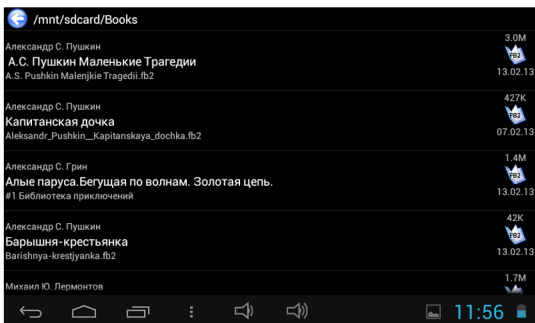 /mnt/sdcard/Books
Александр С. Пушкин
3.0M
А.С. Пушкин Маленькие Трагедии
FB2
A.S. Pushkin Malenjkie Tragedii.fb2
13.02.13
Александр С. Пушкин
427K
Капитанская дочка
FB2
Aleksandr_Pushkin__Kapitanskaya_dochka.fb2
07.02.13
Александр С. Грин
1.4M
Алые паруса.Бегущая по волнам. Золотая цепь.
FB2
#1 Библиотека приключений
13.02.13
Александр С. Пушкин
42K
Барышня-крестьянка
FB2
Barishnya-krestjyanka.fb2
13.02.13
Михаил Ю. Лермонтов
1.7M
11:56